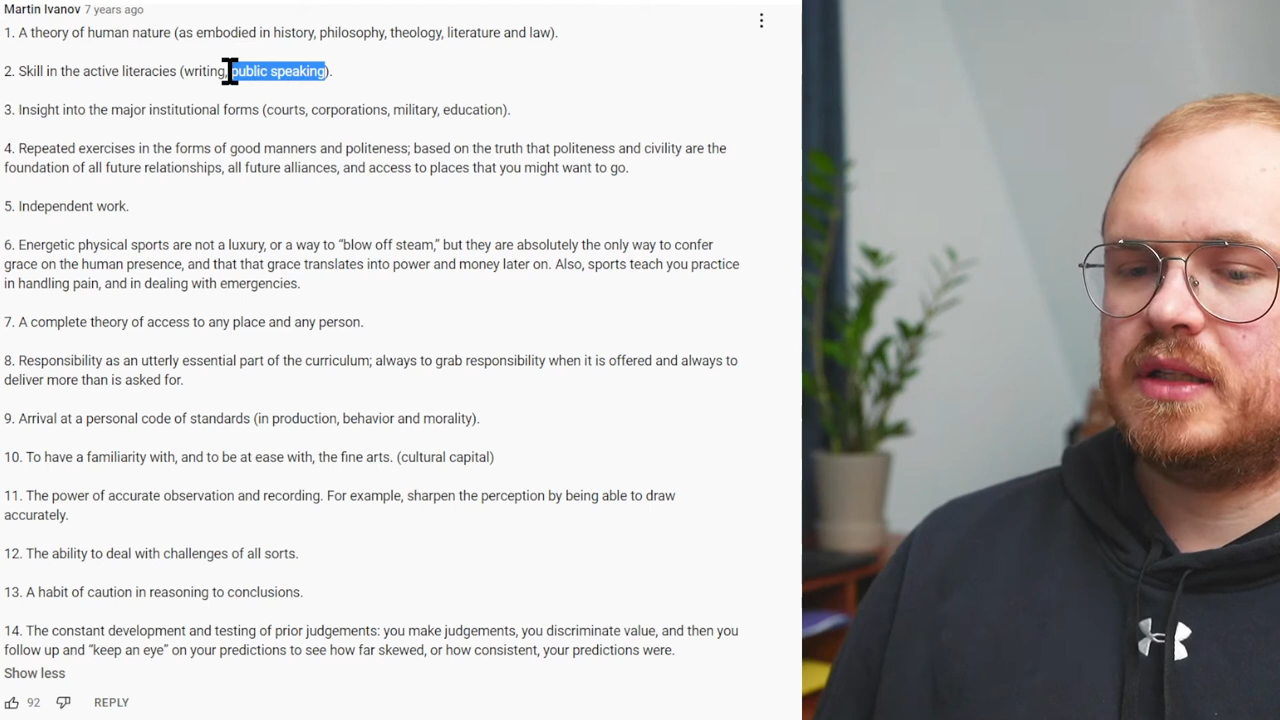 Martin Ivanov 7 years ago
1. A theory of human nature (as embodied in history, philosophy, theology, literature and law).
2. Skill in the active literacies (writing, public speaking).
3. Insight into the major institutional forms (courts, corporations, military, education).
4. Repeated exercises in the forms of good manners and politeness; based on the truth that politeness and civility are the
foundation of all future relationships, all future alliances, and access to places that you might want to go.
5. Independent work.
6. Energetic physical sports are not a luxury, or a way to “blow off steam,” but they are absolutely the only way to confer
grace on the human presence, and that that grace translates into power and money later on. Also, sports teach you practice
in handling pain, and in dealing with emergencies.
7. A complete theory of access to any place and any person.
8. Responsibility as an utterly essential part of the curriculum; always to grab responsibility when it is offered and always to
deliver more than is asked for.
9. Arrival at a personal code of standards (in production, behavior and morality).
10. To have a familiarity with, and to be at ease with, the fine arts. (cultural capital)
11. The power of accurate observation and recording. For example, sharpen the perception by being able to draw
accurately.
12. The ability to deal with challenges of all sorts.
13. A habit of caution in reasoning to conclusions.
14. The constant development and testing of prior judgements: you make judgements, you discriminate value, and then you
follow up and “keep an eye” on your predictions to see how far skewed, or how consistent, your predictions were.
Show less
92 REPLY